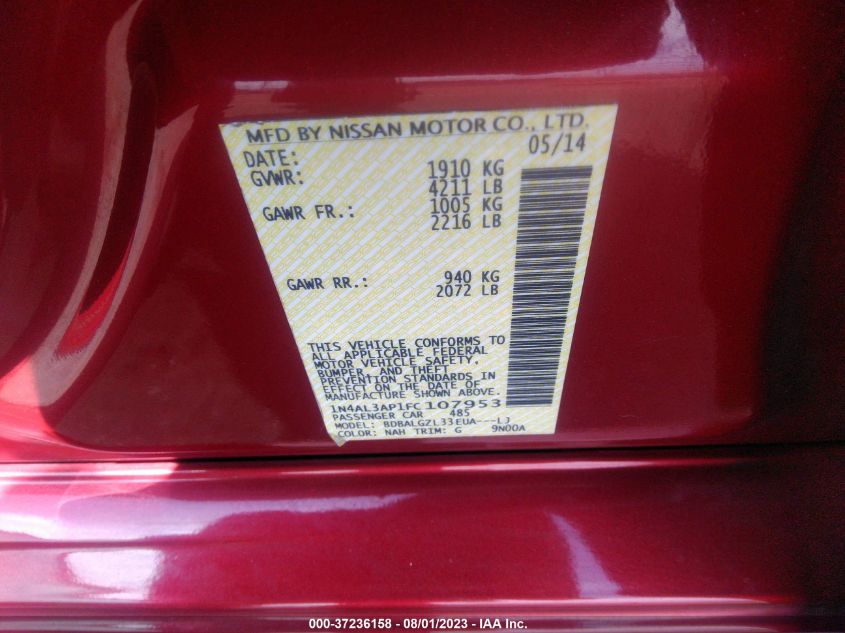 MFD BY NISSAN MOTOR CO., LTD.
DATE: 05/14
GVWR: 1910 KG
4211 LB
GAWR FR.: 1005 KG
2216 LB
GAWR RR.: 940 KG
2072 LB
THIS VEHICLE CONFORMS TO
ALL APPLICABLE FEDERAL
MOTOR VEHICLE SAFETY,
BUMPER, AND THEFT
PREVENTION STANDARDS IN
EFFECT ON THE DATE OF
MANUFACTURE SHOWN ABOVE.
1N4AL3AP1FC107953
PASSENGER CAR 485
MODEL: BDBALGZL33EUA---LJ
COLOR: NAH TRIM: G 9N00A
000-37236158 - 08/01/2023 - IAA Inc.